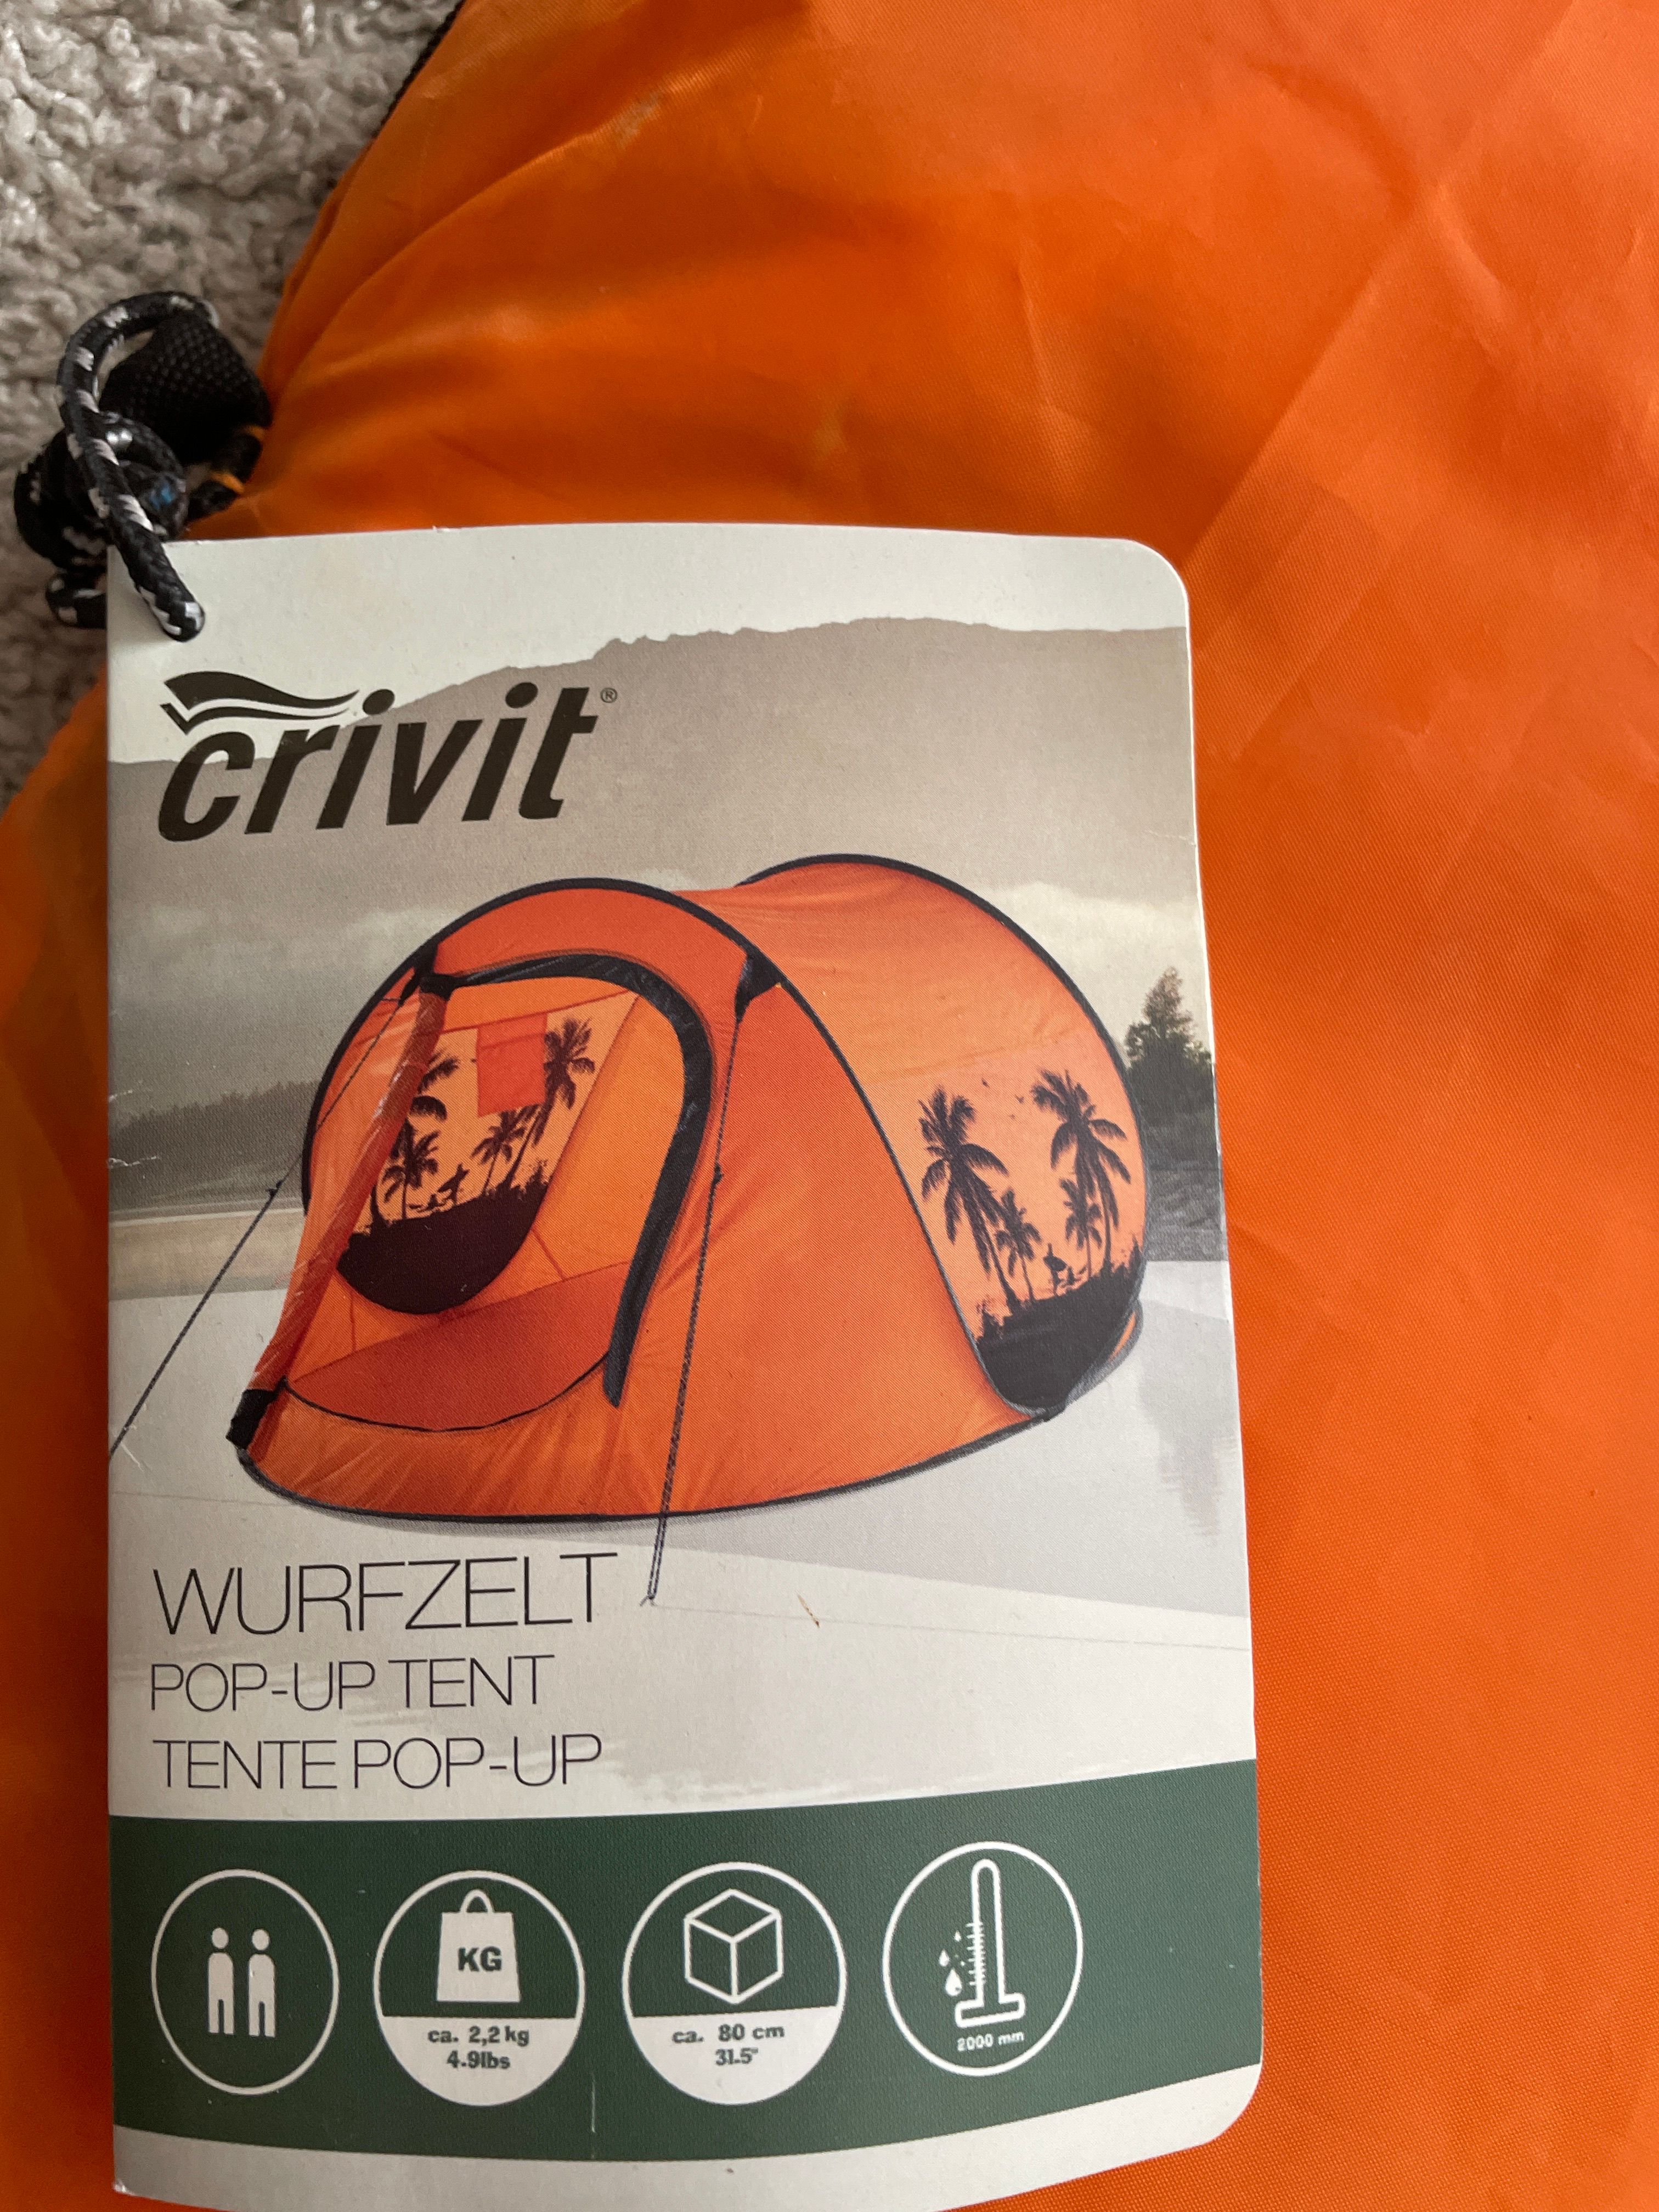 crivit®
WURFZELT
POP-UP TENT
TENTE POP-UP
KG
ca. 2,2 kg
4.9lbs
ca. 80 cm
31.5"
2000 mm